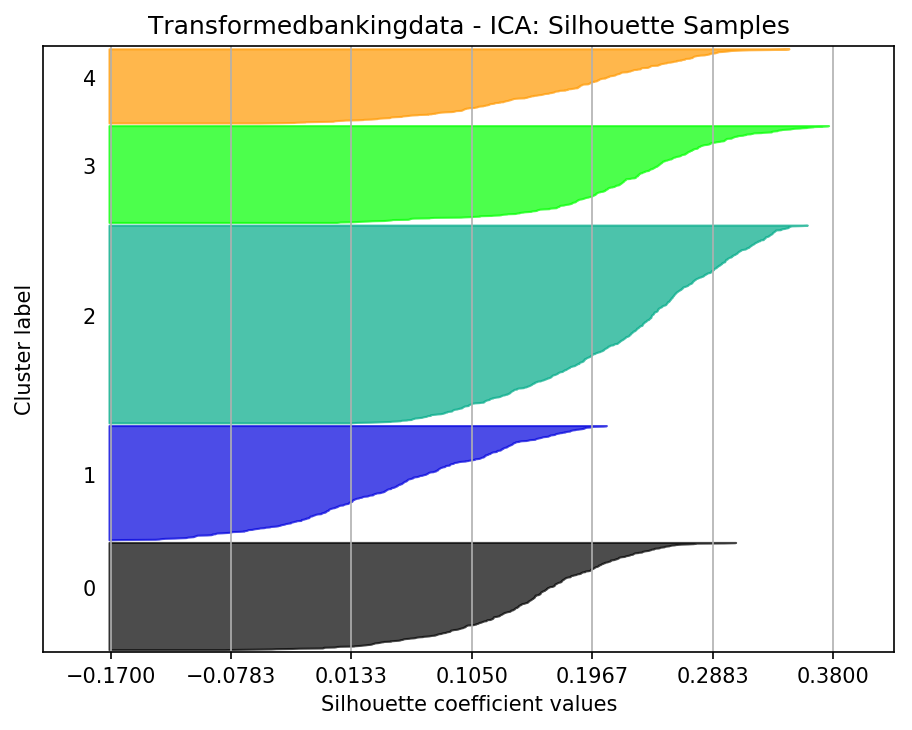 Transformedbankingdata - ICA: Silhouette Samples
4
3
2
1
0
Cluster label
−0.1700 −0.0783 0.0133 0.1050 0.1967 0.2883 0.3800
Silhouette coefficient values